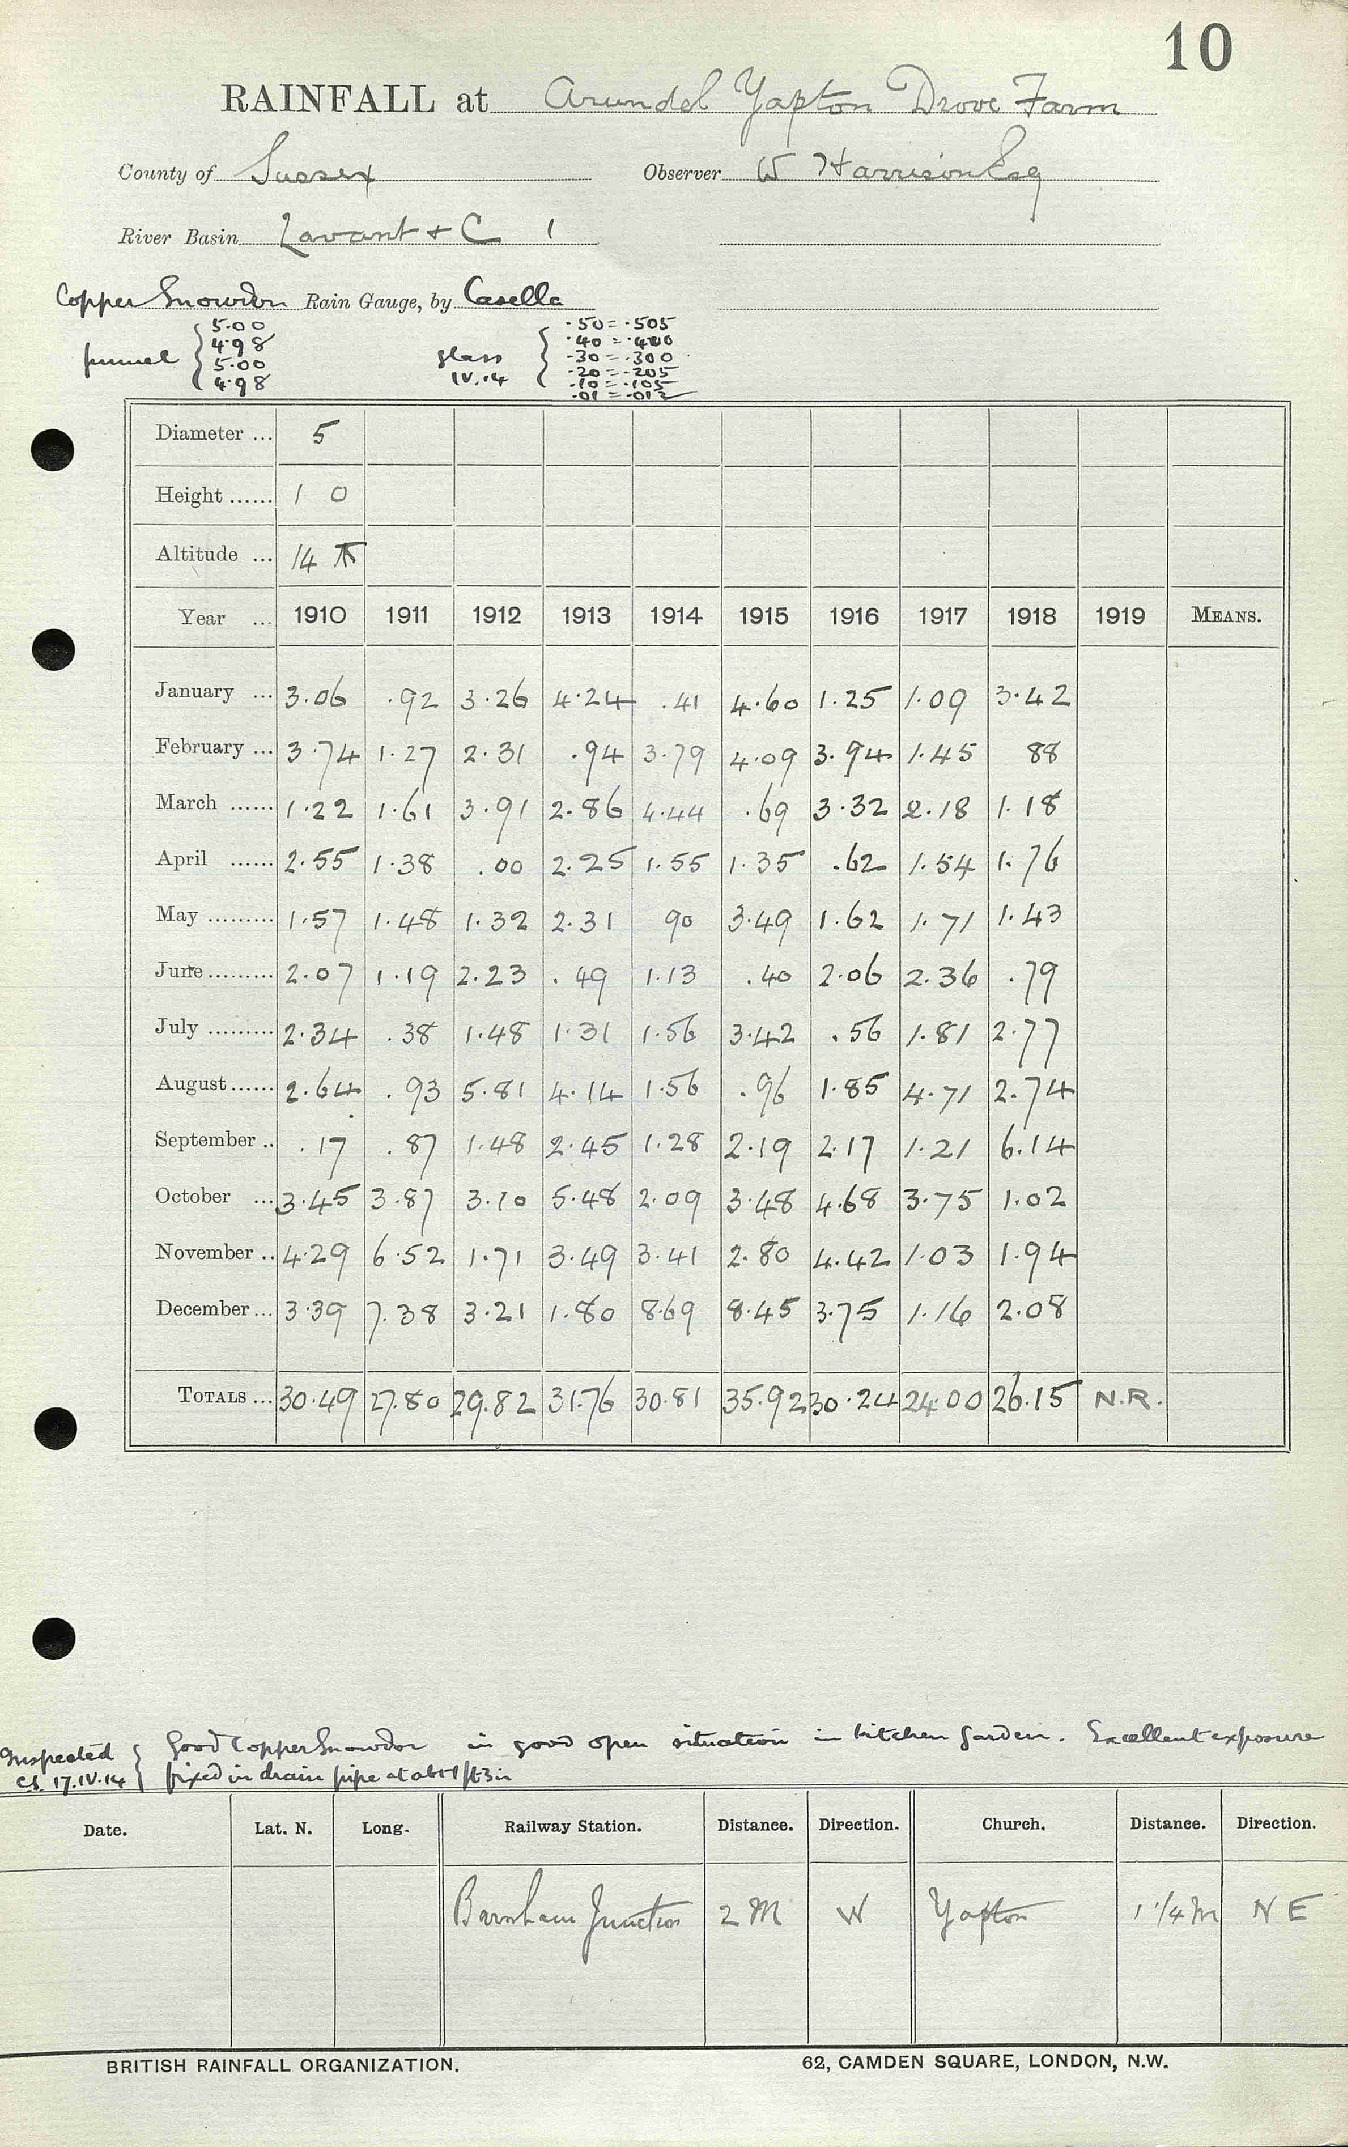 10
RAINFALL at Arundel Yapton Drove Farm
County of Sussex Observer W Harrison Esq
River Basin Lavant & C 1
Copper Snowdon Rain Gauge, by Casella
funnel { 5.00 4.98 5.00 4.98
glass IV.14 { .50 = .505 .40 = .400 .30 = .300 .20 = .205 .10 = .105 .01 = .012
Diameter ... 5
Height ...... 1 0
Altitude ... 14 ft
Year ... 1910 1911 1912 1913 1914 1915 1916 1917 1918 1919 MEANS.
January ... 3.06 .92 3.26 4.24 .41 4.60 1.25 1.09 3.42
February ... 3.74 1.27 2.31 .94 3.79 4.09 3.94 1.45 88
March ...... 1.22 1.61 3.91 2.86 4.44 .69 3.32 2.18 1.18
April ...... 2.55 1.38 .00 2.25 1.55 1.35 .62 1.54 1.76
May ......... 1.57 1.48 1.32 2.31 90 3.49 1.62 1.71 1.43
June ......... 2.07 1.19 2.23 .49 1.13 .40 2.06 2.36 .79
July ......... 2.34 .38 1.48 1.31 1.56 3.42 .56 1.81 2.77
August ...... 2.64 .93 5.81 4.14 1.56 .96 1.85 4.71 2.74
September .. .17 .87 1.48 2.45 1.28 2.19 2.17 1.21 6.14
October ... 3.45 3.87 3.10 5.48 2.09 3.48 4.68 3.75 1.02
November .. 4.29 6.52 1.71 3.49 3.41 2.80 4.42 1.03 1.94
December ... 3.39 7.38 3.21 1.80 8.69 8.45 3.75 1.16 2.08
TOTALS ... 30.49 27.80 29.82 31.76 30.81 35.92 30.24 24.00 26.15 N.R.
Inspected { Good Copper Snowdon in good open situation in kitchen garden. Excellent exposure
CS. 17.IV.14 { fixed in drain pipe at abt 1 ft 3 in
Date. Lat. N. Long. Railway Station. Distance. Direction. Church. Distance. Direction.
Barnham Junction 2 M W Yapton 1 1/4 M N E
BRITISH RAINFALL ORGANIZATION. 62, CAMDEN SQUARE, LONDON, N.W.